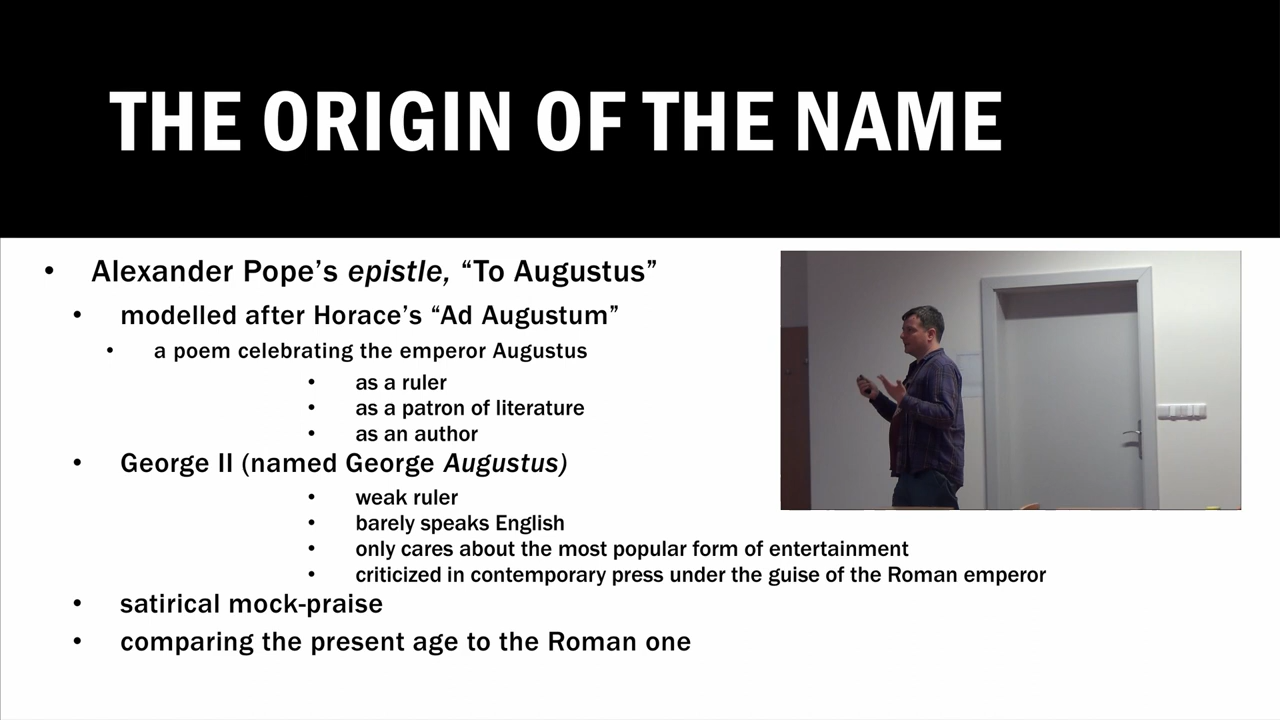 THE ORIGIN OF THE NAME
• Alexander Pope’s epistle, “To Augustus”
• modelled after Horace’s “Ad Augustum”
• a poem celebrating the emperor Augustus
• as a ruler
• as a patron of literature
• as an author
• George II (named George Augustus)
• weak ruler
• barely speaks English
• only cares about the most popular form of entertainment
• criticized in contemporary press under the guise of the Roman emperor
• satirical mock-praise
• comparing the present age to the Roman one